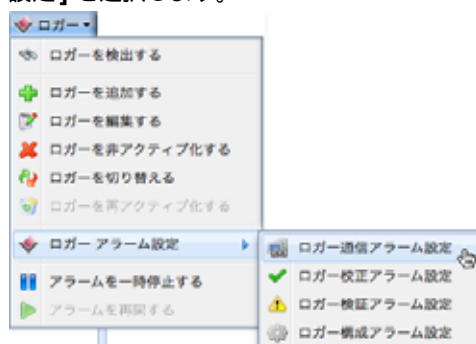 設定] を選択します。
ロガー
ロガーを検出する
ロガーを追加する
ロガーを編集する
ロガーを非アクティブ化する
ロガーを切り替える
ロガーを再アクティブ化する
ロガー アラーム設定
ロガー通信アラーム設定
ロガー校正アラーム設定
アラームを一時停止する
ロガー検証アラーム設定
アラームを再開する
ロガー構成アラーム設定